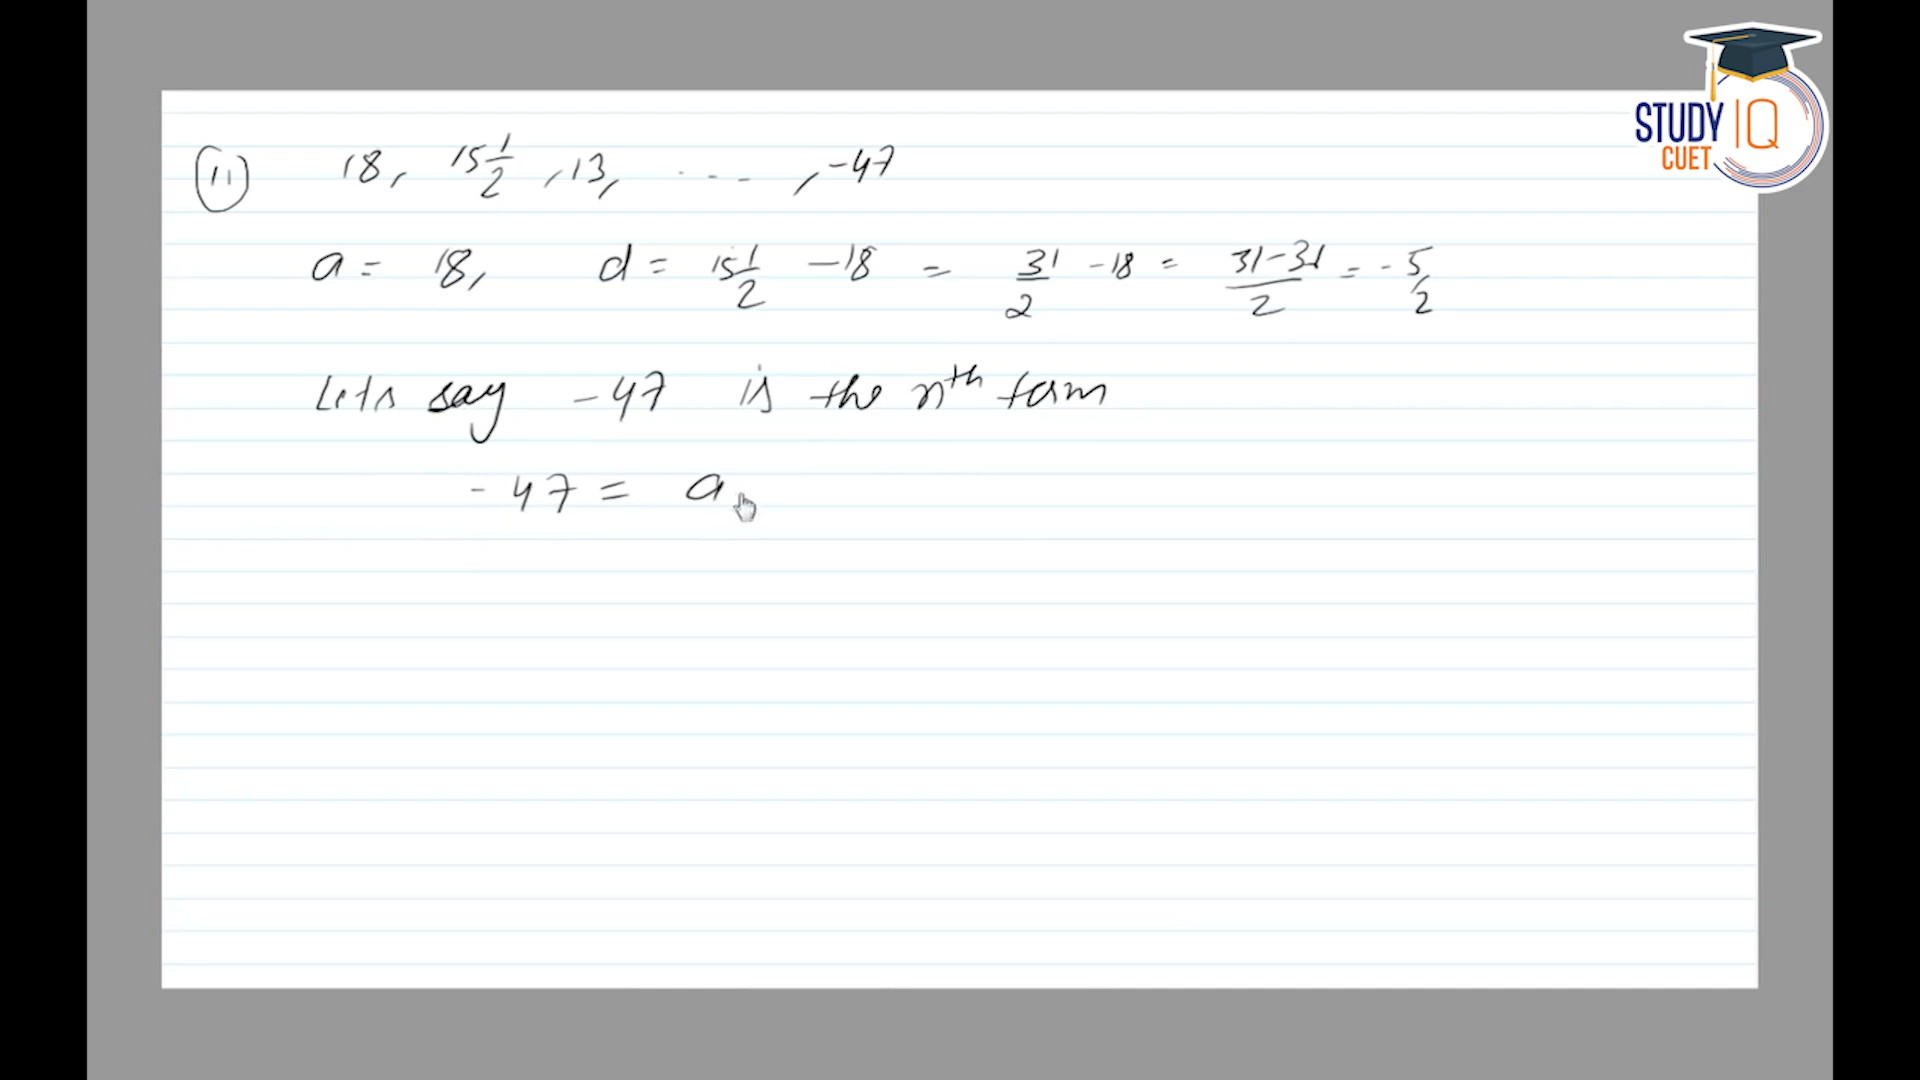 STUDY IQ
CUET
(11) 18, 15 1/2, 13, . - - -, -47
a = 18, d = 15 1/2 - 18 = 31/2 - 18 = 31-36/2 = -5/2
Lets say -47 is the nth term
-47 = a